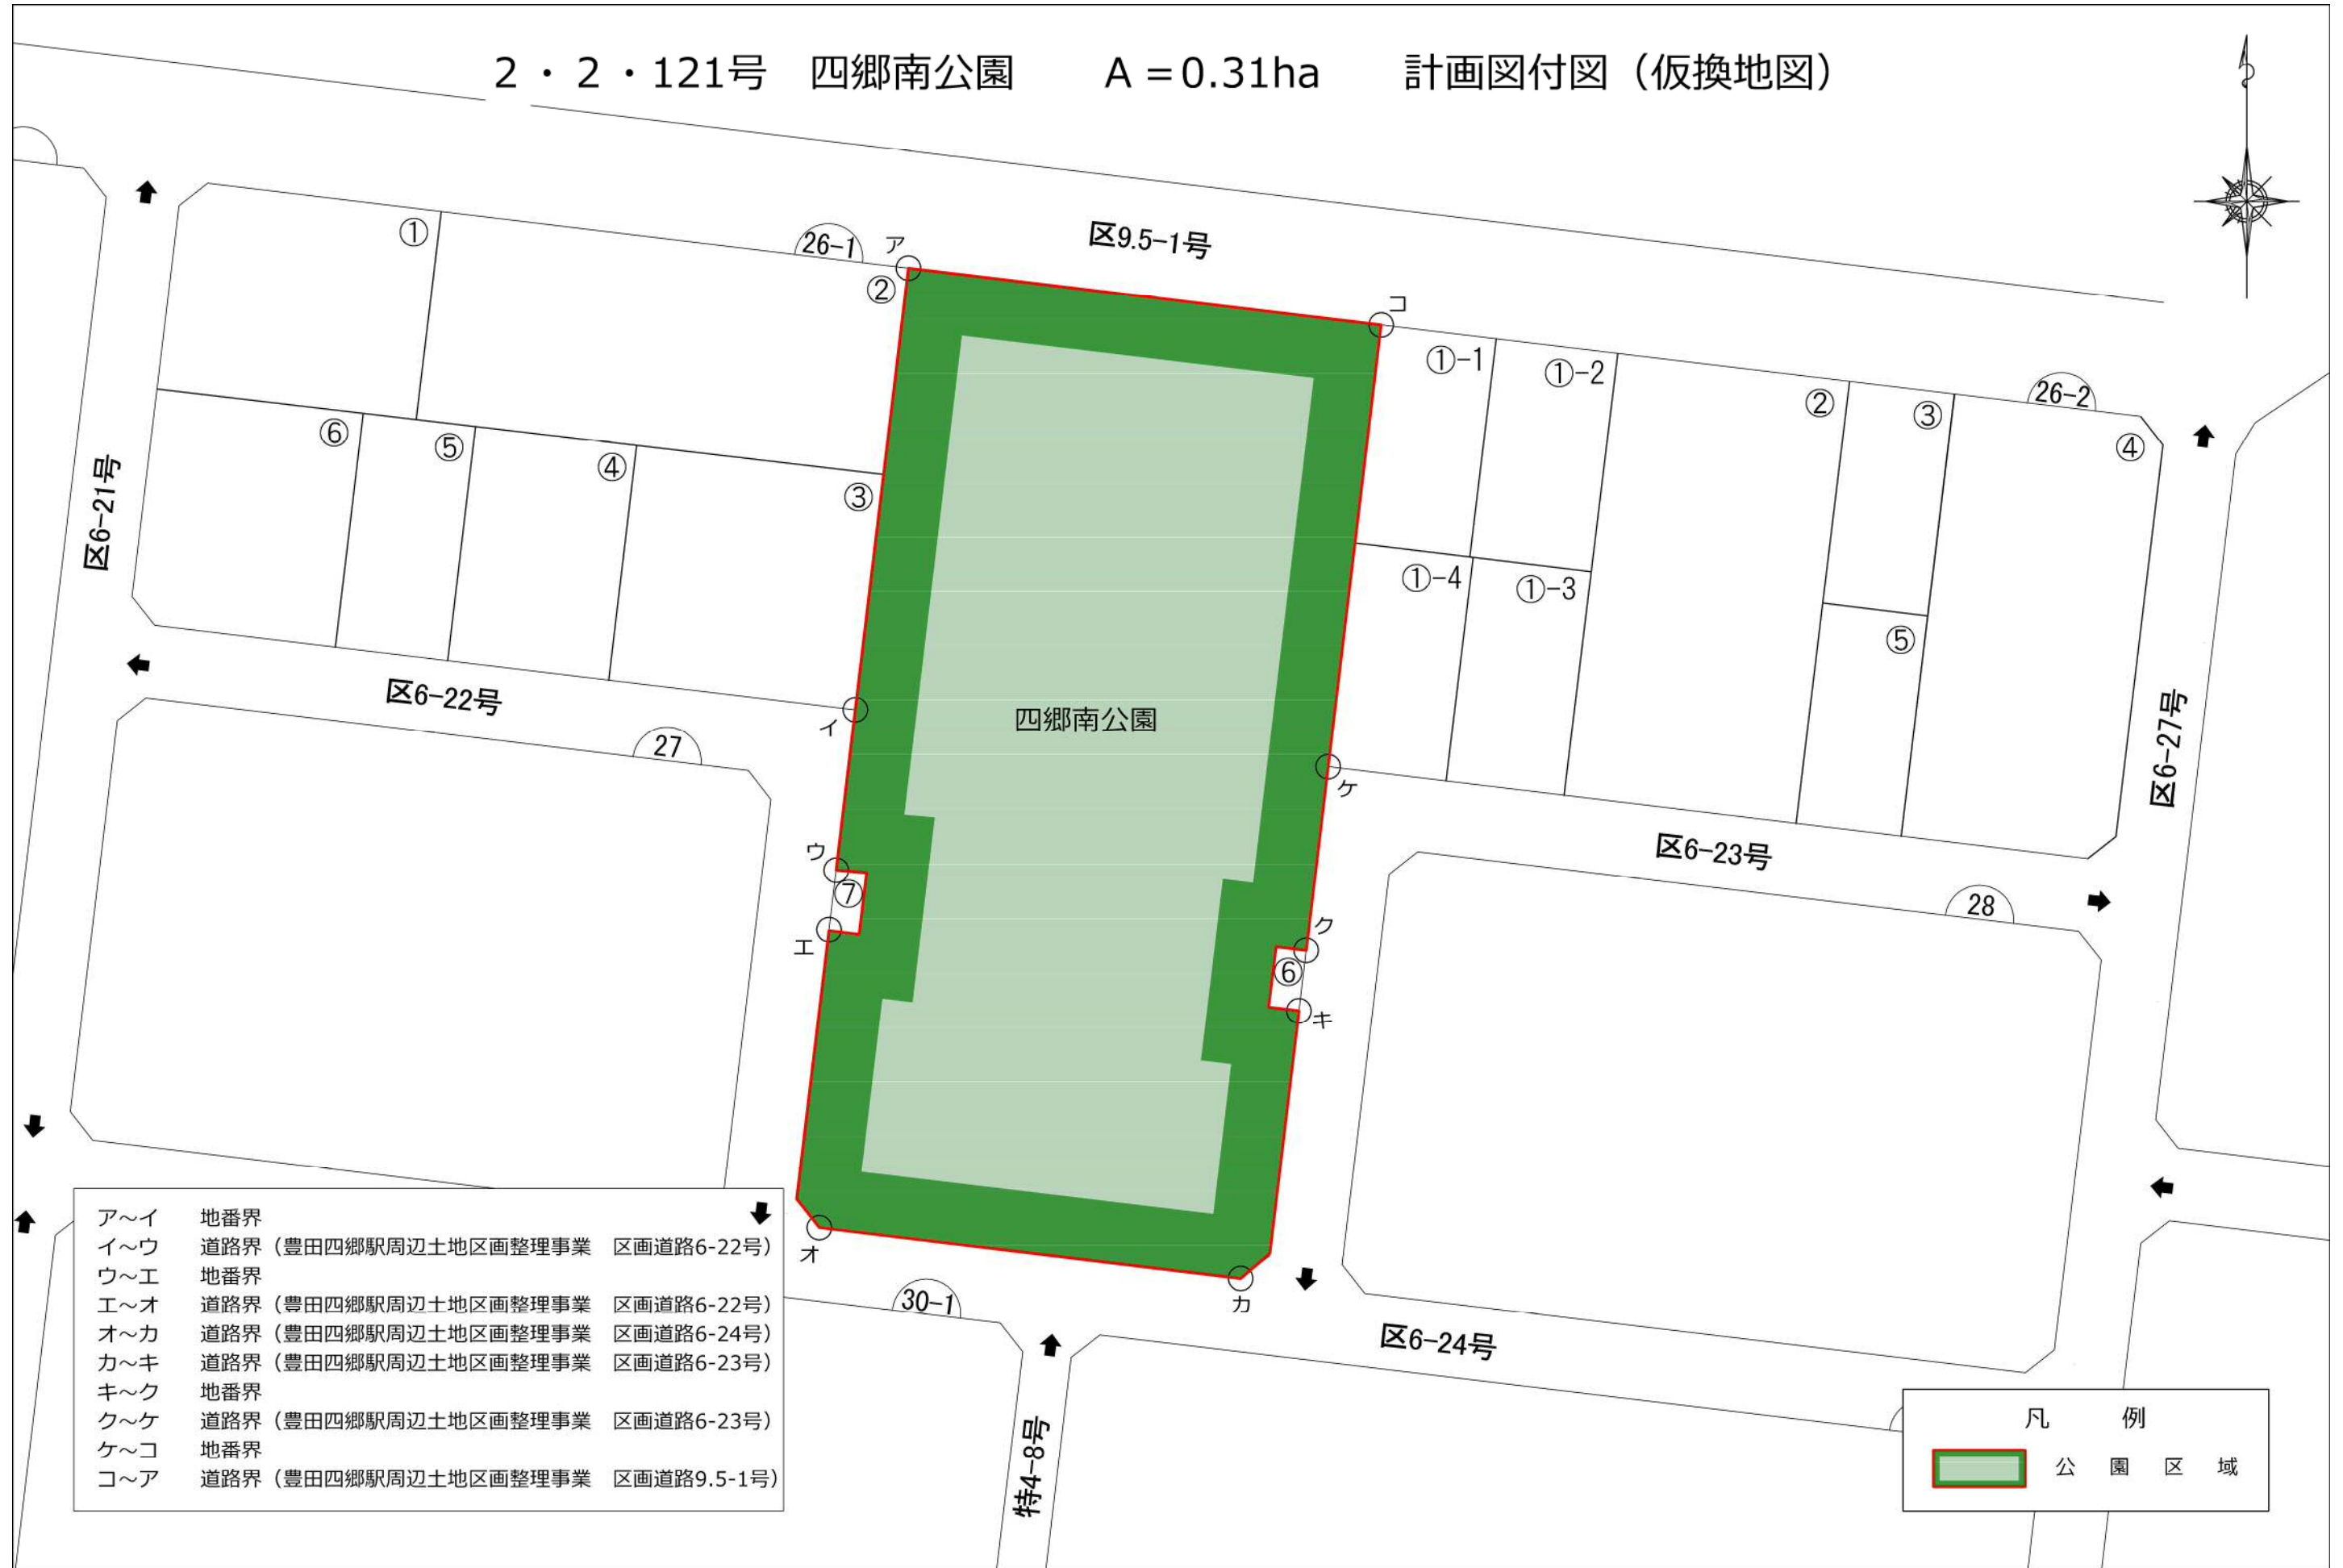 ２・２・121号　四郷南公園　　Ａ＝0.31ha　　計画図付図（仮換地図）
区9.5-1号
26-1
ア
①
②
コ
①-1
①-2
②
③
26-2
④
⑥
⑤
④
③
①-4
①-3
⑤
区6-21号
区6-22号
イ
四郷南公園
ケ
区6-27号
27
区6-23号
ウ
⑦
エ
ク
⑥
キ
28
オ
カ
30-1
区6-24号
特4-8号
ア～イ　地番界
イ～ウ　道路界（豊田四郷駅周辺土地区画整理事業　区画道路6-22号）
ウ～エ　地番界
エ～オ　道路界（豊田四郷駅周辺土地区画整理事業　区画道路6-22号）
オ～カ　道路界（豊田四郷駅周辺土地区画整理事業　区画道路6-24号）
カ～キ　道路界（豊田四郷駅周辺土地区画整理事業　区画道路6-23号）
キ～ク　地番界
ク～ケ　道路界（豊田四郷駅周辺土地区画整理事業　区画道路6-23号）
ケ～コ　地番界
コ～ア　道路界（豊田四郷駅周辺土地区画整理事業　区画道路9.5-1号）
凡　例
公　園　区　域